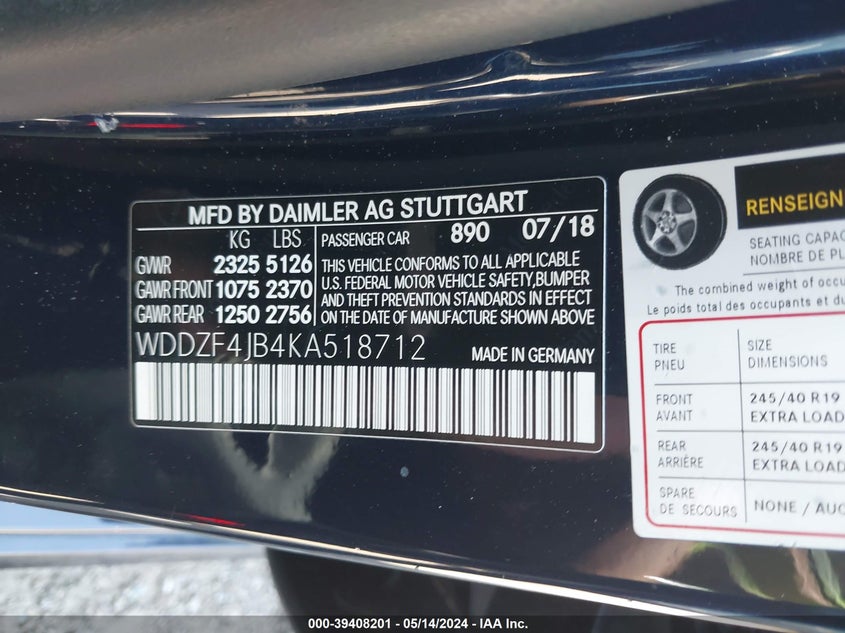 MFD BY DAIMLER AG STUTTGART
KG LBS
GVWR 2325 5126
GAWR FRONT 1075 2370
GAWR REAR 1250 2756
PASSENGER CAR 890 07/18
THIS VEHICLE CONFORMS TO ALL APPLICABLE
U.S. FEDERAL MOTOR VEHICLE SAFETY,BUMPER
AND THEFT PREVENTION STANDARDS IN EFFECT
ON THE DATE OF MANUFACTURE SHOWN ABOVE
WDDZF4JB4KA518712
MADE IN GERMANY
RENSEIGN
SEATING CAPAC
NOMBRE DE PL
The combined weight of occu
Le poids total des occupants et du
TIRE SIZE
PNEU DIMENSIONS
FRONT 245/40 R19
AVANT EXTRA LOAD
REAR 245/40 R19
ARRIÈRE EXTRA LOAD
SPARE
DE SECOURS NONE / AUC
000-39408201 / 05/14/2024 - IAA Inc.